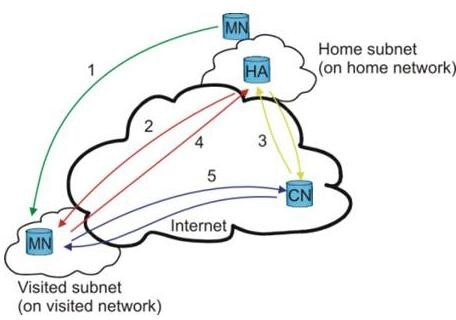 MN
Home subnet
(on home network)
HA
1
2
4
3
5
CN
Internet
MN
Visited subnet
(on visited network)